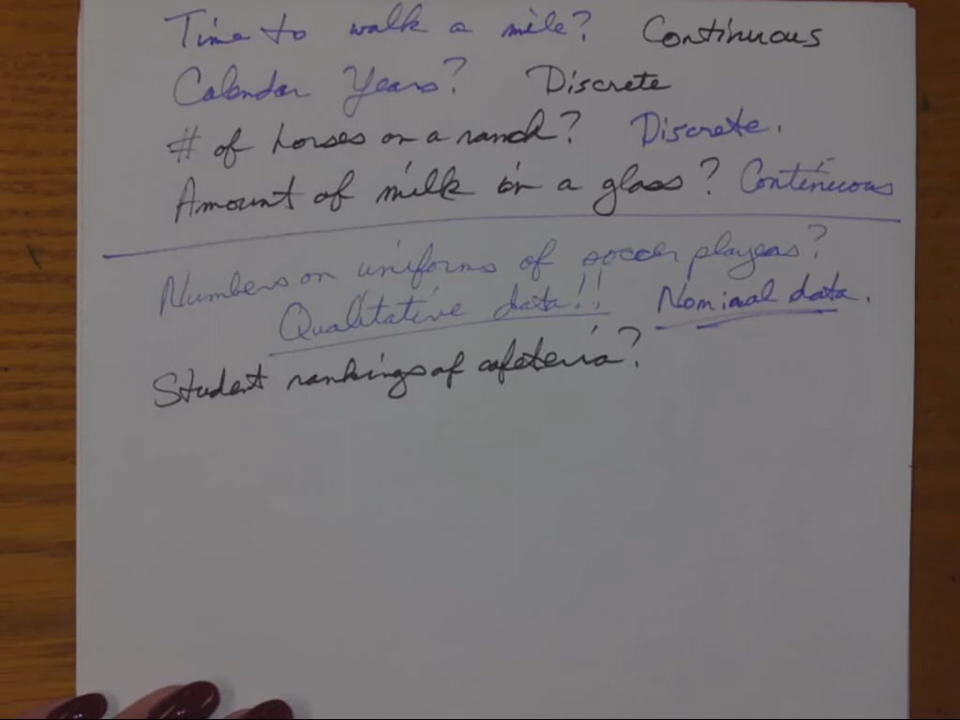 Time to walk a mile? Continuous
Calendar Years? Discrete
# of horses on a ranch? Discrete.
Amount of milk in a glass? Continuous
Numbers on uniforms of soccer players?
Qualitative data!! Nominal data.
Student rankings of cafeteria?